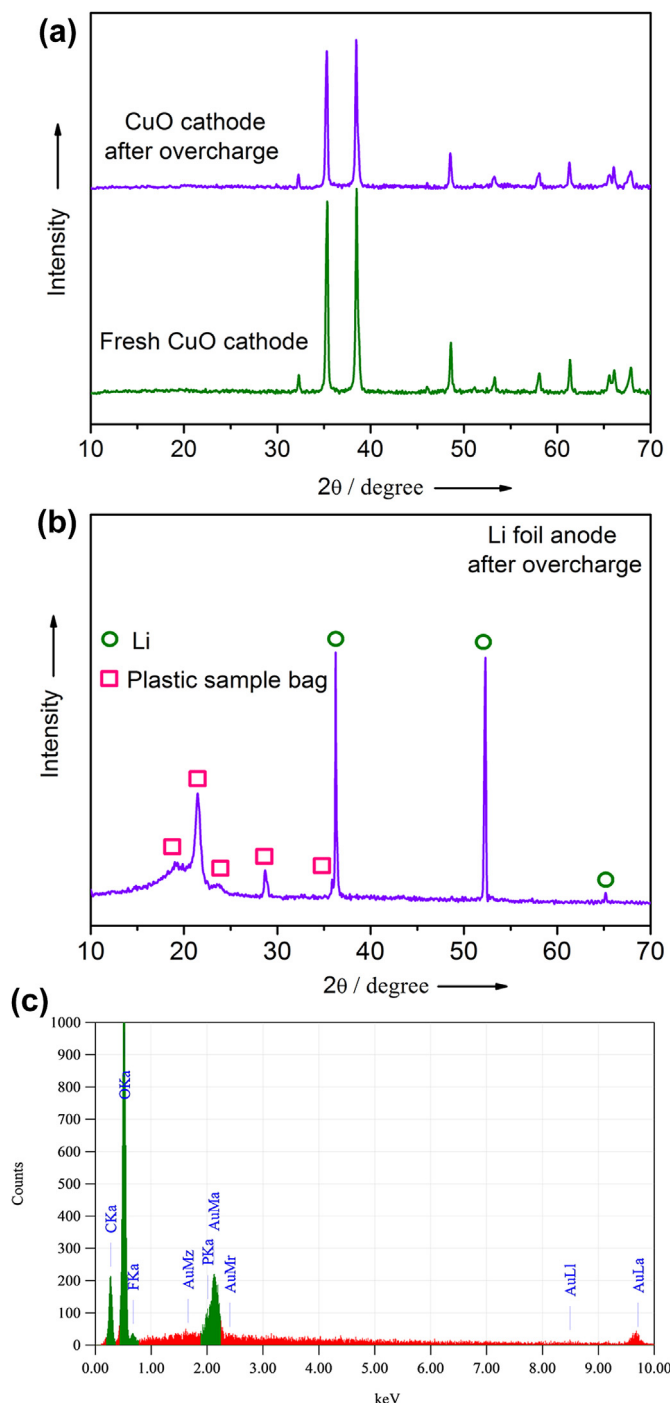 (a)
CuO cathode
after overcharge
Fresh CuO cathode
Intensity
10 20 30 40 50 60 70
2θ / degree
(b)
Li foil anode
after overcharge
Li
Plastic sample bag
Intensity
10 20 30 40 50 60 70
2θ / degree
(c)
1000
900
800
700
600
500
400
300
200
100
0
Counts
CKa
OKa
FKa
AuMz
PKa
AuMa
AuMr
AuLl
AuLa
0.00 1.00 2.00 3.00 4.00 5.00 6.00 7.00 8.00 9.00 10.00
keV